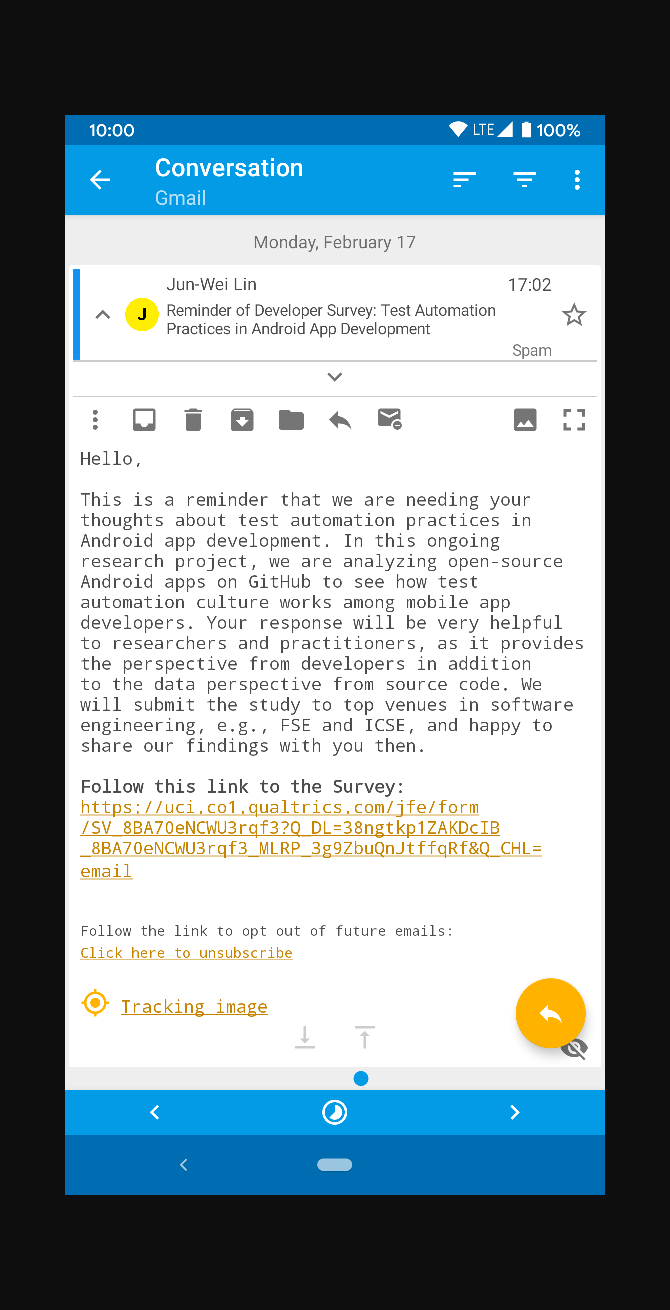 10:00 LTE 100%
Conversation
Gmail
Monday, February 17
Jun-Wei Lin 17:02
J
Reminder of Developer Survey: Test Automation
Practices in Android App Development
Spam
Hello,
This is a reminder that we are needing your
thoughts about test automation practices in
Android app development. In this ongoing
research project, we are analyzing open-source
Android apps on GitHub to see how test
automation culture works among mobile app
developers. Your response will be very helpful
to researchers and practitioners, as it provides
the perspective from developers in addition
to the data perspective from source code. We
will submit the study to top venues in software
engineering, e.g., FSE and ICSE, and happy to
share our findings with you then.
Follow this link to the Survey:
https://uci.co1.qualtrics.com/jfe/form
/SV_8BA70eNCWU3rqf3?Q_DL=38ngtkp1ZAKDcIB
_8BA70eNCWU3rqf3_MLRP_3g9ZbuQnJtffqRf&Q_CHL=
email
Follow the link to opt out of future emails:
Click here to unsubscribe
Tracking image